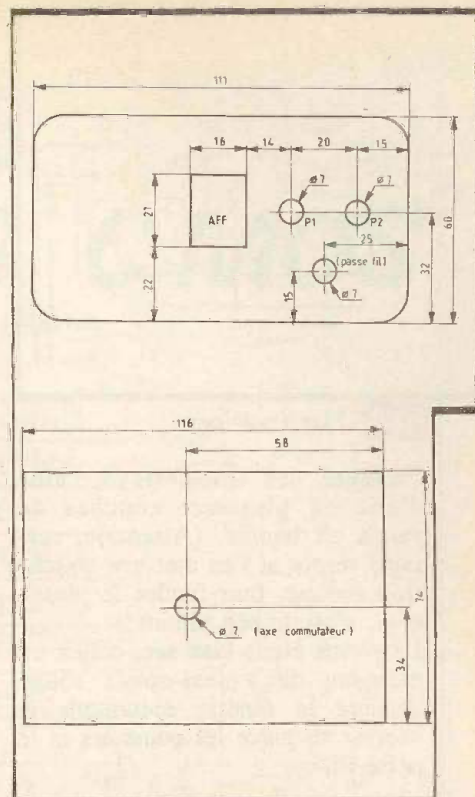 111
16 14 20 15
ø 7 ø 7
21
AFF
P1 P2
25
(passe fil)
60
32
22
15
ø 7
116
58
74
ø 7 (axe commutateur)
34